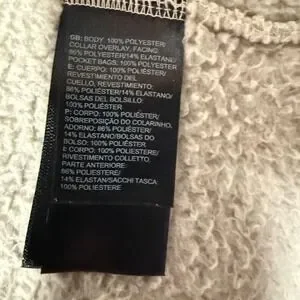 GB: BODY: 100% POLYESTER/
COLLAR OVERLAY, FACING:
86% POLYESTER/14% ELASTAN/
POCKET BAGS: 100% POLYESTER
E: CUERPO: 100% POLIÉSTER/
REVESTIMIENTO DEL
CUELLO, REVESTIMIENTO:
86% POLIÉSTER/14% ELASTANO/
BOLSAS DEL BOLSILLO:
100% POLIÉSTER
P: CORPO: 100% POLIÉSTER/
SOBREPOSIÇÃO DO COLARINHO,
ADORNO: 86% POLIÉSTER/
14% ELASTANO/BOLSAS DO
BOLSO: 100% POLIÉSTER
I: CORPO: 100% POLIESTERE/
RIVESTIMENTO COLLETTO,
PARTE ANTERIORE:
86% POLIESTERE/
14% ELASTAN/SACCHI TASCA:
100% POLIESTERE